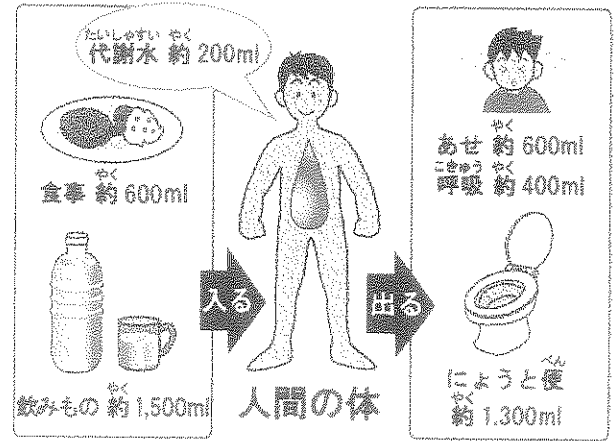 たいしゃすい やく
代謝水 約 200ml
やく
食事 約 600ml
やく
飲みもの 約 1,500ml
入る
人間の体
出る
やく
あせ 約 600ml
こきゅう やく
呼吸 約 400ml
べん
にょうと便
やく
約 1.300ml